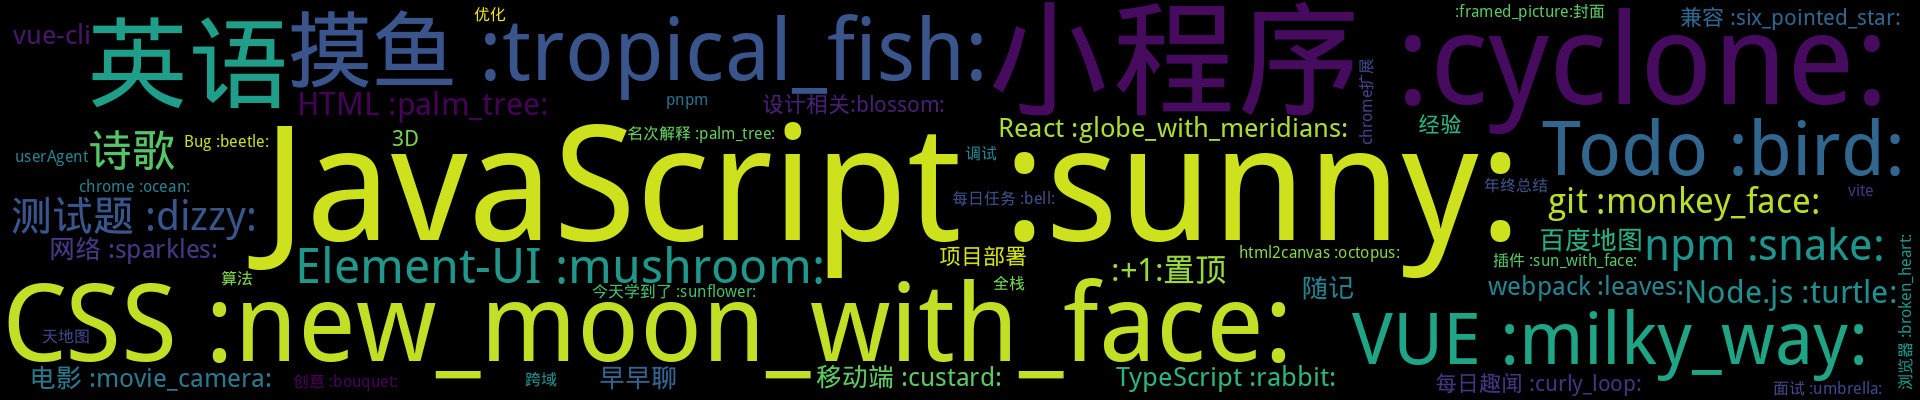 vue-cli
英语
摸鱼 :tropical_fish:
优化
小程序 :cyclone:
:framed_picture:封面
兼容 :six_pointed_star:
HTML :palm_tree:
pnpm
设计相关:blossom:
chrome扩展
userAgent
诗歌
Bug :beetle:
JavaScript :sunny:
3D
名次解释 :palm_tree:
调试
React :globe_with_meridians:
经验
Todo :bird:
chrome :ocean:
每日任务 :bell:
年终总结
vite
测试题 :dizzy:
git :monkey_face:
网络 :sparkles:
Element-UI :mushroom:
项目部署
html2canvas :octopus:
百度地图
npm :snake:
算法
:+1:置顶
插件 :sun_with_face:
浏览器 :broken_heart:
CSS :new_moon_with_face:
今天学到了 :sunflower:
全栈
随记
webpack :leaves:
Node.js :turtle:
天地图
VUE :milky_way:
电影 :movie_camera:
创意 :bouquet:
跨域
早早聊
移动端 :custard:
TypeScript :rabbit:
每日趣闻 :curly_loop:
面试 :umbrella: